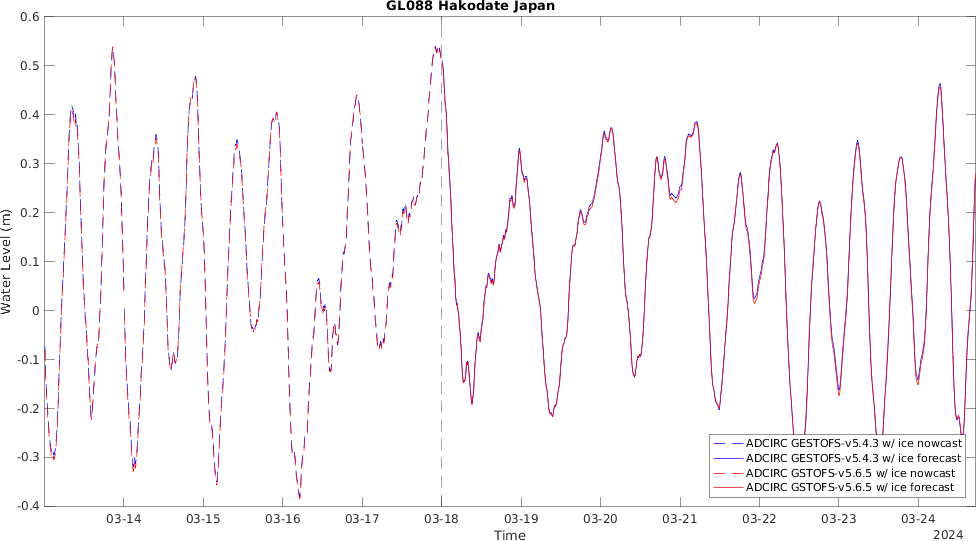 GL088 Hakodate Japan
0.6
0.5
0.4
0.3
0.2
0.1
0
-0.1
-0.2
-0.3
-0.4
Water Level (m)
03-14 03-15 03-16 03-17 03-18 03-19 03-20 03-21 03-22 03-23 03-24
Time
2024
ADCIRC GESTOFS-v5.4.3 w/ ice nowcast
ADCIRC GESTOFS-v5.4.3 w/ ice forecast
ADCIRC GSTOFS-v5.6.5 w/ ice nowcast
ADCIRC GSTOFS-v5.6.5 w/ ice forecast